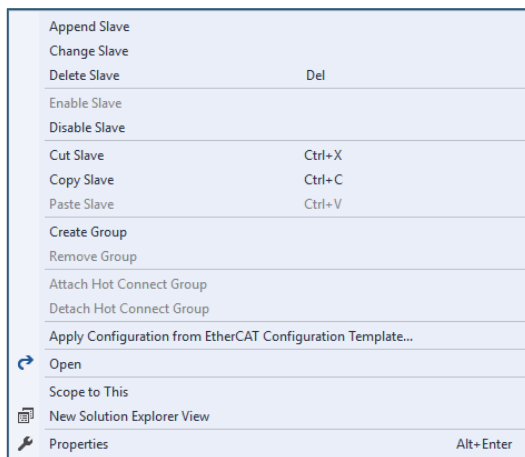 Append Slave
Change Slave
Delete Slave Del
Enable Slave
Disable Slave
Cut Slave Ctrl+X
Copy Slave Ctrl+C
Paste Slave Ctrl+V
Create Group
Remove Group
Attach Hot Connect Group
Detach Hot Connect Group
Apply Configuration from EtherCAT Configuration Template...
Open
Scope to This
New Solution Explorer View
Properties Alt+Enter